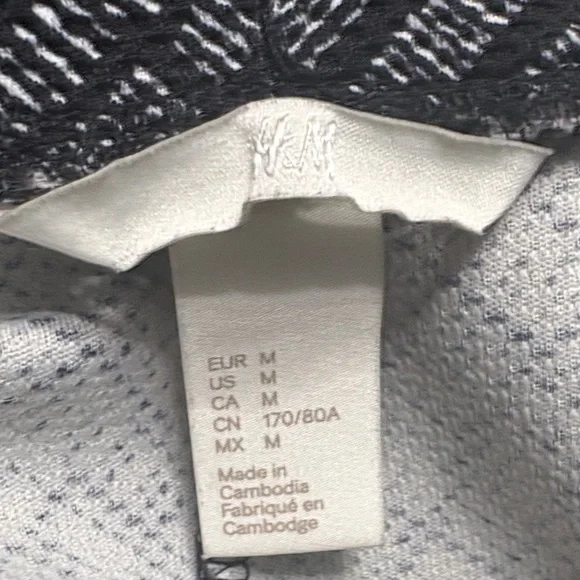 H&M
EUR M
US M
CA M
CN 170/80A
MX M
Made in
Cambodia
Fabriqué en
Cambodge